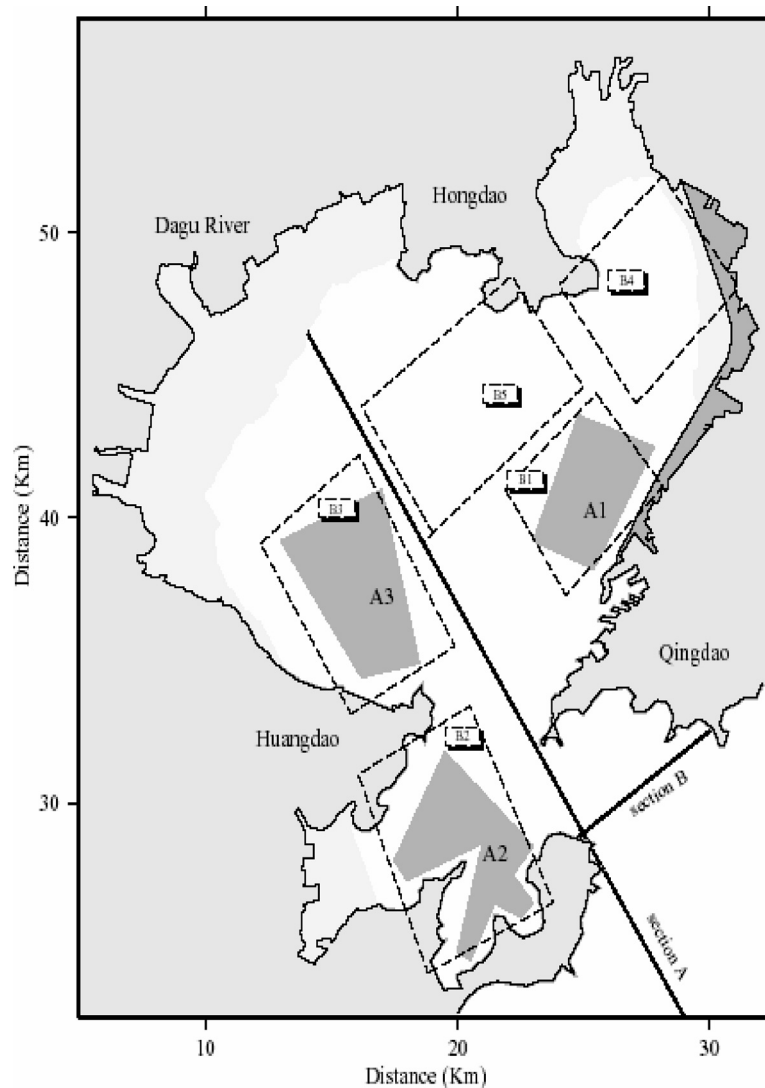 Hongdao
Dagu River
50
B4
B5
B1
A1
B3
40
A3
Qingdao
Huangdao
B2
section B
30
A2
section A
10
20
30
Distance (Km)
Distance (Km)